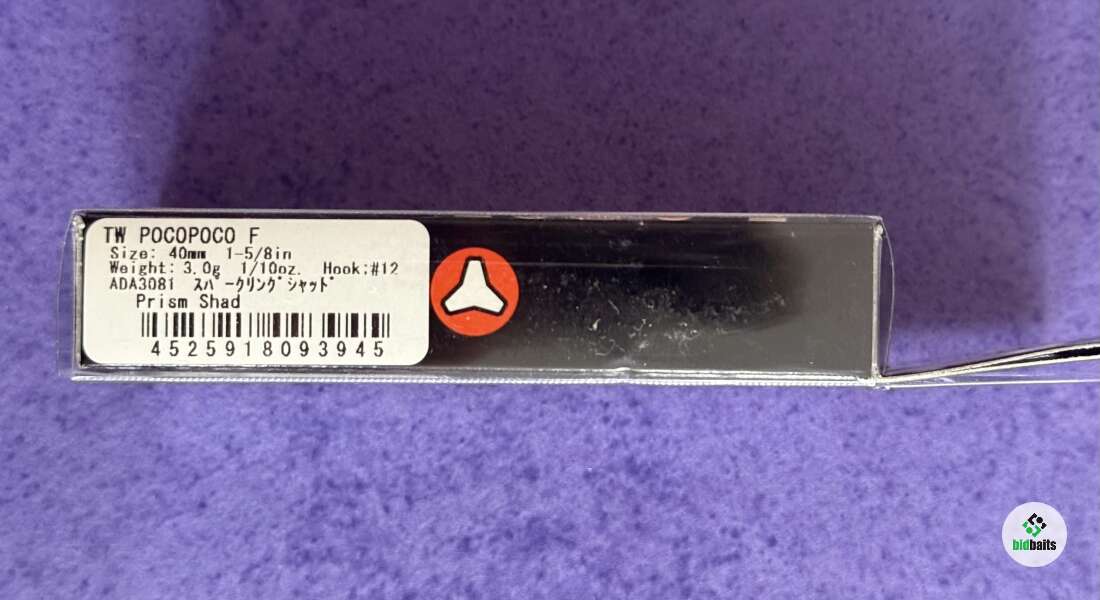 TW POCOPOCO F
Size: 40mm 1-5/8in
Weight: 3.0g 1/10oz. Hook:#12
ADA3081 ｽﾊﾟｰｸﾘﾝｸﾞｼｬｯﾄﾞ
Prism Shad
4525918093945
bidbaits